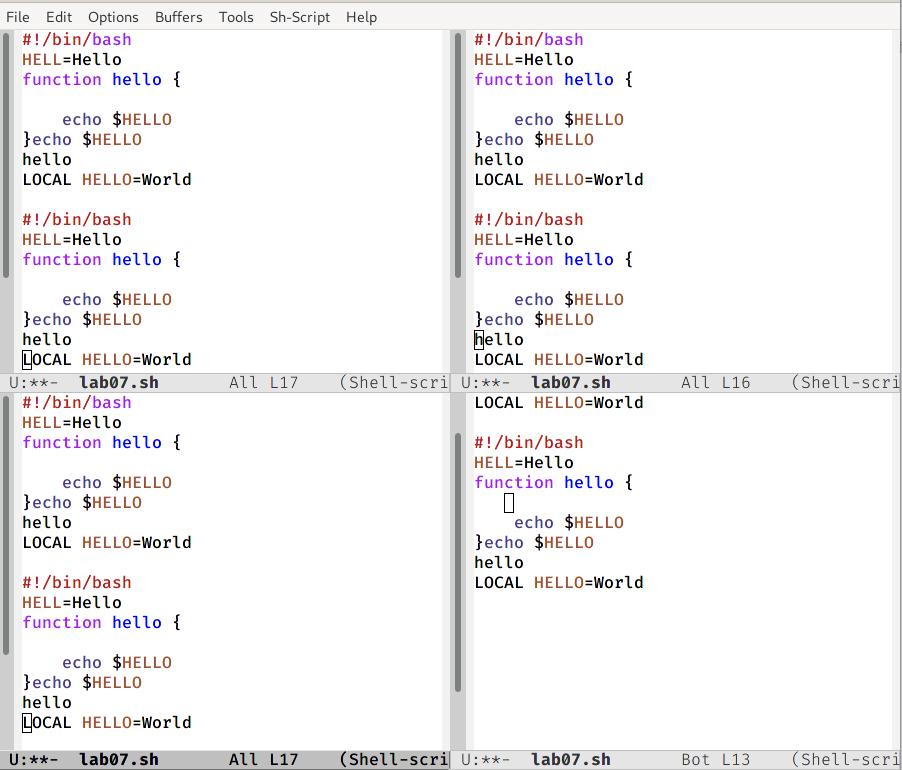 File Edit Options Buffers Tools Sh-Script Help
#!/bin/bash
HELL=Hello
function hello {
    echo $HELLO
}echo $HELLO
hello
LOCAL HELLO=World
#!/bin/bash
HELL=Hello
function hello {
    echo $HELLO
}echo $HELLO
hello
LOCAL HELLO=World
U:**-  lab07.sh       All L17    (Shell-scri
#!/bin/bash
HELL=Hello
function hello {
    echo $HELLO
}echo $HELLO
hello
LOCAL HELLO=World
#!/bin/bash
HELL=Hello
function hello {
    echo $HELLO
}echo $HELLO
hello
LOCAL HELLO=World
U:**-  lab07.sh       All L16    (Shell-scri
#!/bin/bash
HELL=Hello
function hello {
    echo $HELLO
}echo $HELLO
hello
LOCAL HELLO=World
#!/bin/bash
HELL=Hello
function hello {
    echo $HELLO
}echo $HELLO
hello
LOCAL HELLO=World
U:**-  lab07.sh       All L17    (Shell-scri
LOCAL HELLO=World
#!/bin/bash
HELL=Hello
function hello {
    echo $HELLO
}echo $HELLO
hello
LOCAL HELLO=World
U:**-  lab07.sh       Bot L13    (Shell-scri